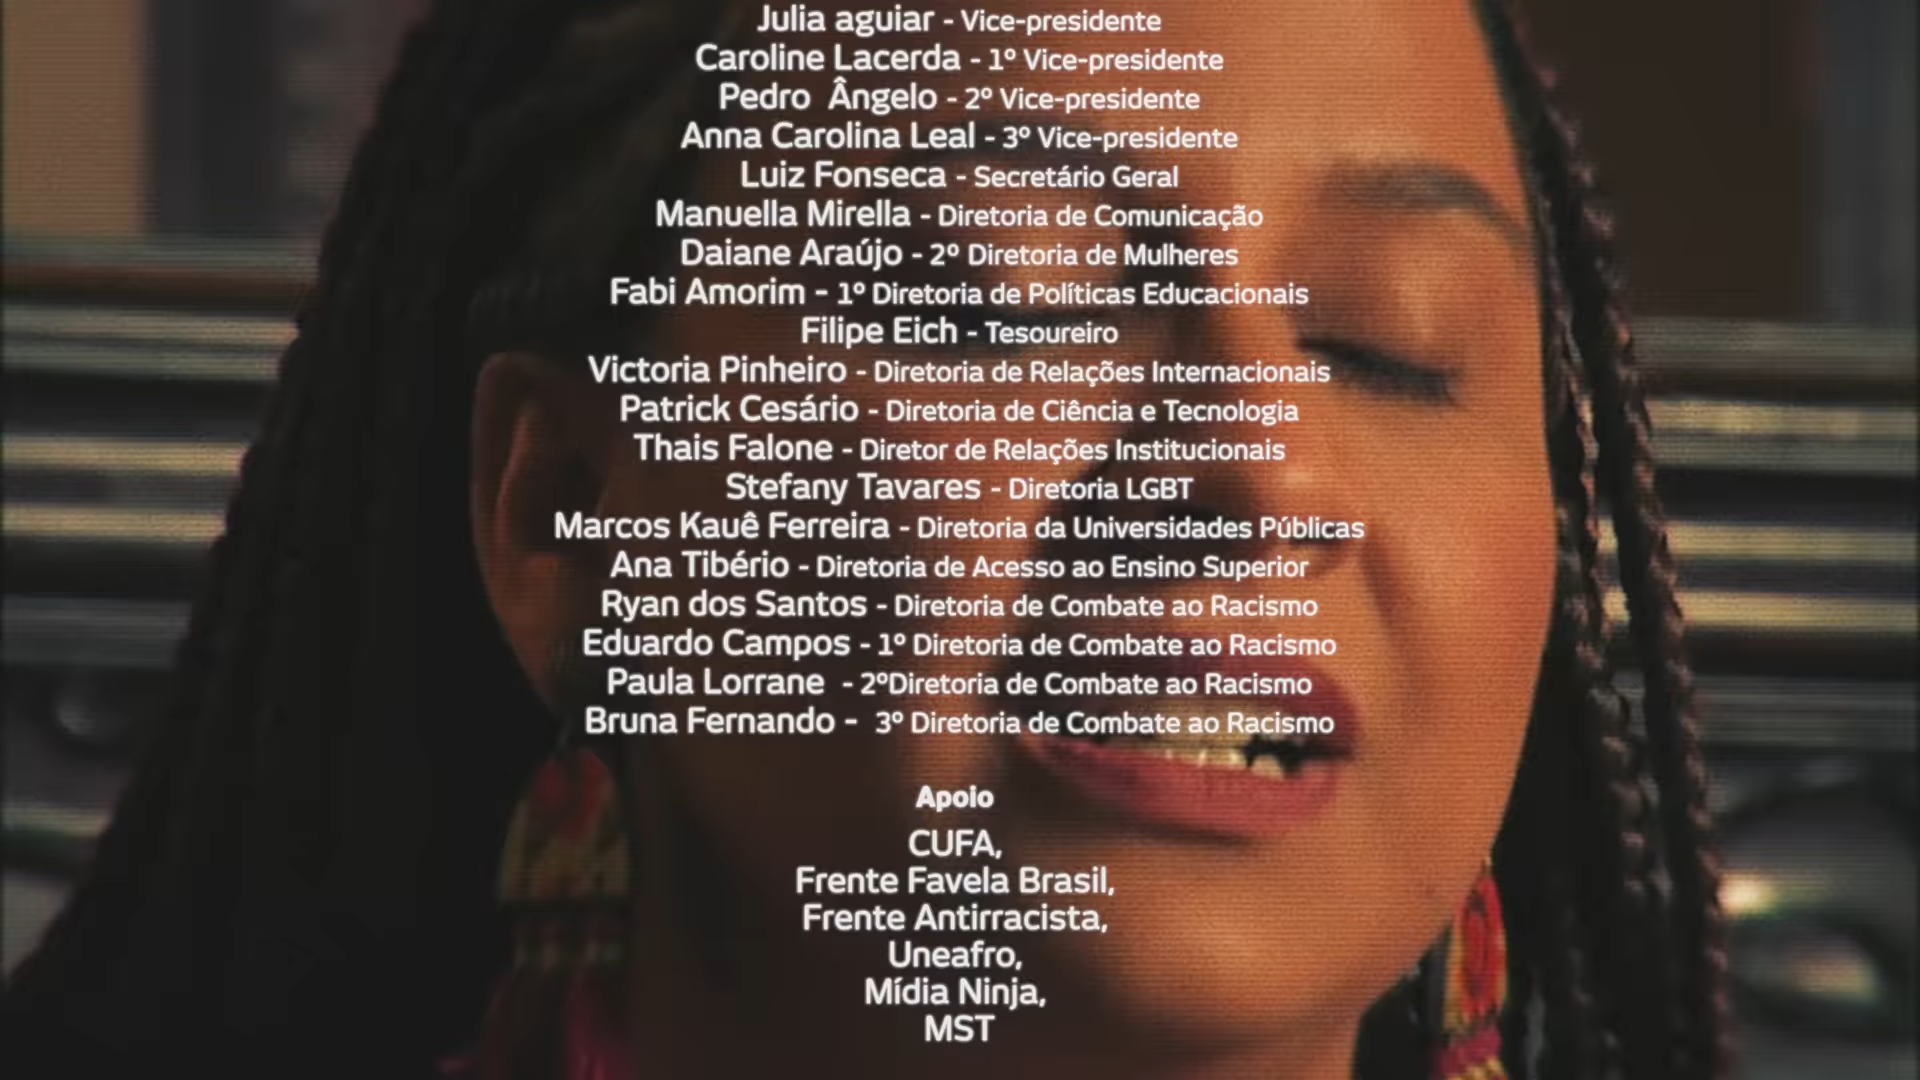 Julia aguiar - Vice-presidente
Caroline Lacerda - 1º Vice-presidente
Pedro  Ângelo - 2º Vice-presidente
Anna Carolina Leal - 3º Vice-presidente
Luiz Fonseca - Secretário Geral
Manuella Mirella - Diretoria de Comunicação
Daiane Araújo - 2º Diretoria de Mulheres
Fabi Amorim - 1º Diretoria de Políticas Educacionais
Filipe Eich - Tesoureiro
Victoria Pinheiro - Diretoria de Relações Internacionais
Patrick Cesário - Diretoria de Ciência e Tecnologia
Thais Falone - Diretor de Relações Institucionais
Stefany Tavares - Diretoria LGBT
Marcos Kauê Ferreira - Diretoria da Universidades Públicas
Ana Tibério - Diretoria de Acesso ao Ensino Superior
Ryan dos Santos - Diretoria de Combate ao Racismo
Eduardo Campos - 1º Diretoria de Combate ao Racismo
Paula Lorrane  - 2ºDiretoria de Combate ao Racismo
Bruna Fernando -  3º Diretoria de Combate ao Racismo
Apoio
CUFA,
Frente Favela Brasil,
Frente Antirracista,
Uneafro,
Mídia Ninja,
MST